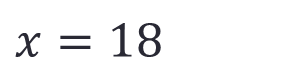 x = 18